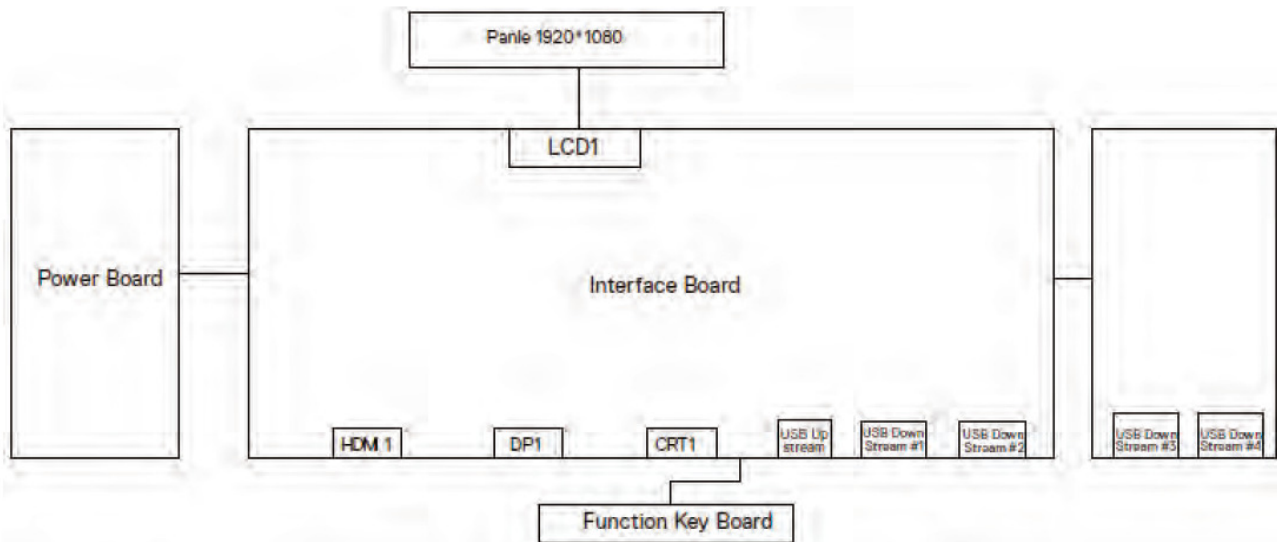 Panle 1920*1080
LCD1
Power Board
Interface Board
HDMI 1
DP1
CRT1
USB Up
stream
USB Down
Stream #1
USB Down
Stream #2
USB Down
Stream #3
USB Down
Stream #4
Function Key Board